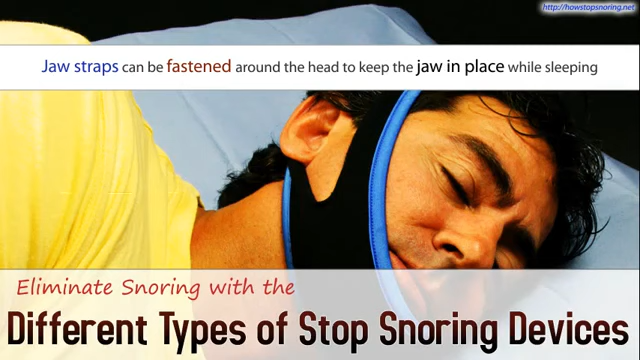 http://howstopsnoring.net
Jaw straps can be fastened around the head to keep the jaw in place while sleeping
Eliminate Snoring with the
Different Types of Stop Snoring Devices